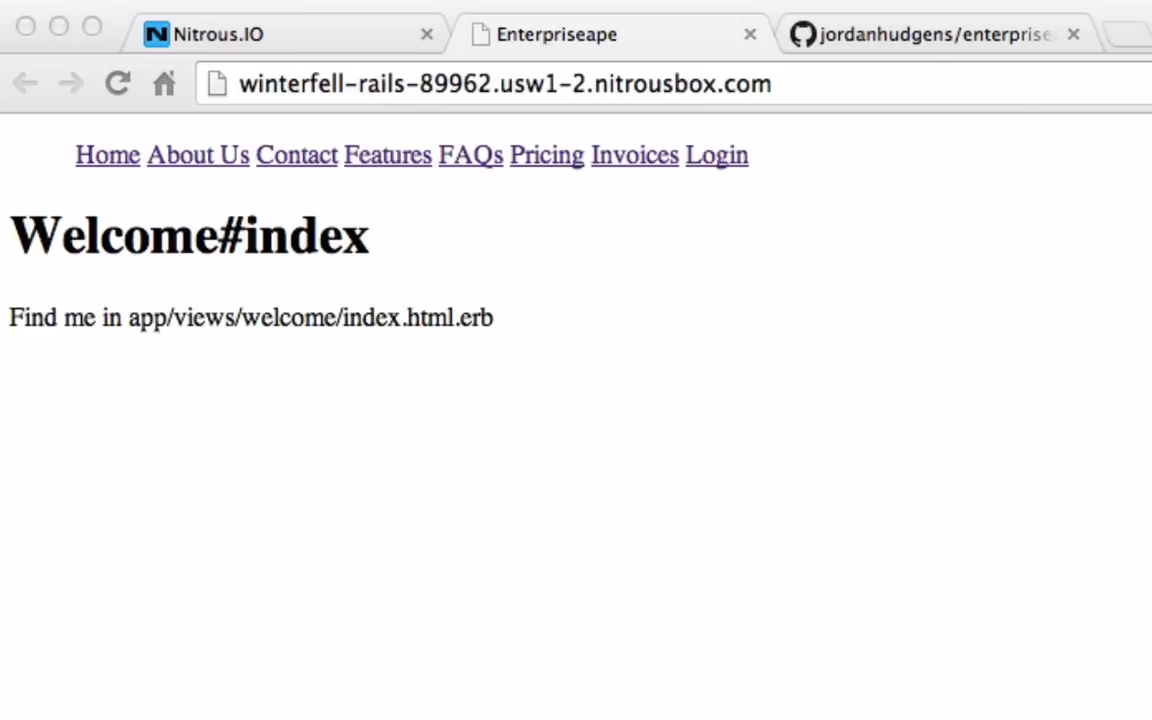 Nitrous.IO
Enterpriseape
jordanhudgens/enterprise
winterfell-rails-89962.usw1-2.nitrousbox.com
Home About Us Contact Features FAQs Pricing Invoices Login
Welcome#index
Find me in app/views/welcome/index.html.erb